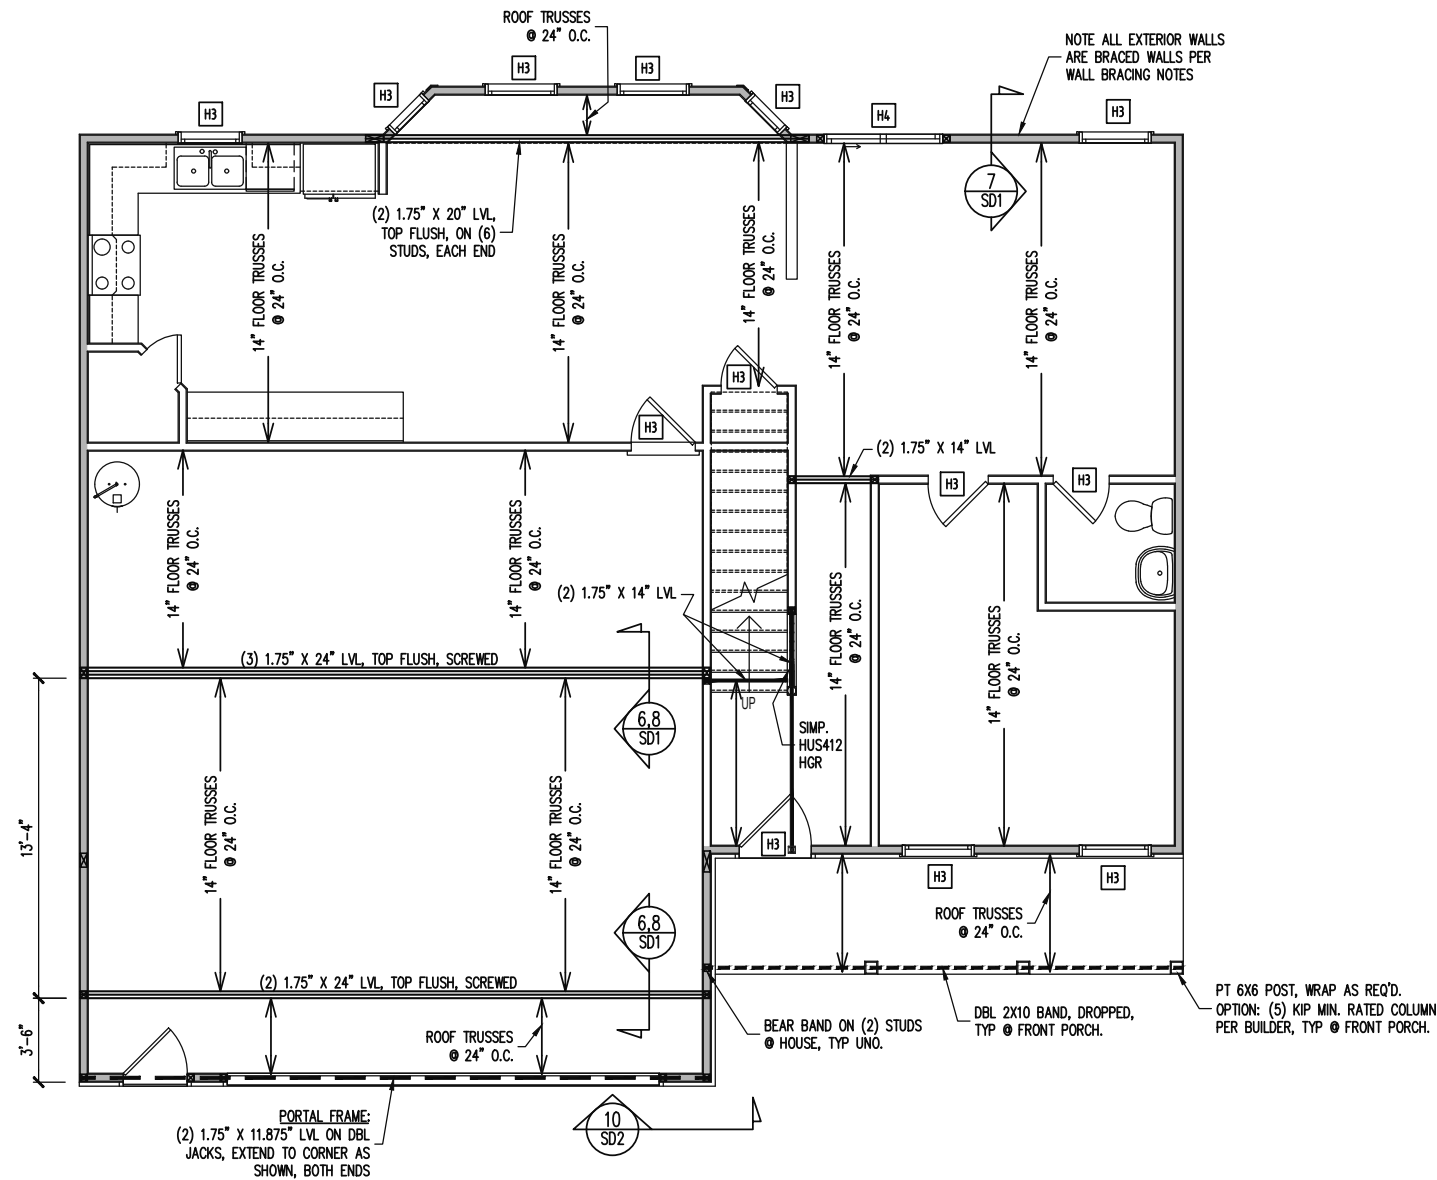 ROOF TRUSSES
@ 24" O.C.
NOTE ALL EXTERIOR WALLS
ARE BRACED WALLS PER
WALL BRACING NOTES
H3
H3
H3
H3
H3
H4
H3
7
SD1
(2) 1.75" X 20" LVL,
TOP FLUSH, ON (6)
STUDS, EACH END
14" FLOOR TRUSSES
@ 24" O.C.
14" FLOOR TRUSSES
@ 24" O.C.
14" FLOOR TRUSSES
@ 24" O.C.
14" FLOOR TRUSSES
@ 24" O.C.
14" FLOOR TRUSSES
@ 24" O.C.
H3
H3
(2) 1.75" X 14" LVL
H3
H3
14" FLOOR TRUSSES
@ 24" O.C.
14" FLOOR TRUSSES
@ 24" O.C.
(2) 1.75" X 14" LVL
14" FLOOR TRUSSES
@ 24" O.C.
14" FLOOR TRUSSES
@ 24" O.C.
(3) 1.75" X 24" LVL, TOP FLUSH, SCREWED
UP
6,8
SD1
SIMP.
HUS412
HGR
13'-4"
14" FLOOR TRUSSES
@ 24" O.C.
14" FLOOR TRUSSES
@ 24" O.C.
H3
H3
H3
6,8
SD1
ROOF TRUSSES
@ 24" O.C.
(2) 1.75" X 24" LVL, TOP FLUSH, SCREWED
3'-6"
ROOF TRUSSES
@ 24" O.C.
BEAR BAND ON (2) STUDS
@ HOUSE, TYP UNO.
DBL 2X10 BAND, DROPPED,
TYP @ FRONT PORCH.
PT 6X6 POST, WRAP AS REQ'D.
OPTION: (5) KIP MIN. RATED COLUMN
PER BUILDER, TYP @ FRONT PORCH.
PORTAL FRAME:
(2) 1.75" X 11.875" LVL ON DBL
JACKS, EXTEND TO CORNER AS
SHOWN, BOTH ENDS
10
SD2